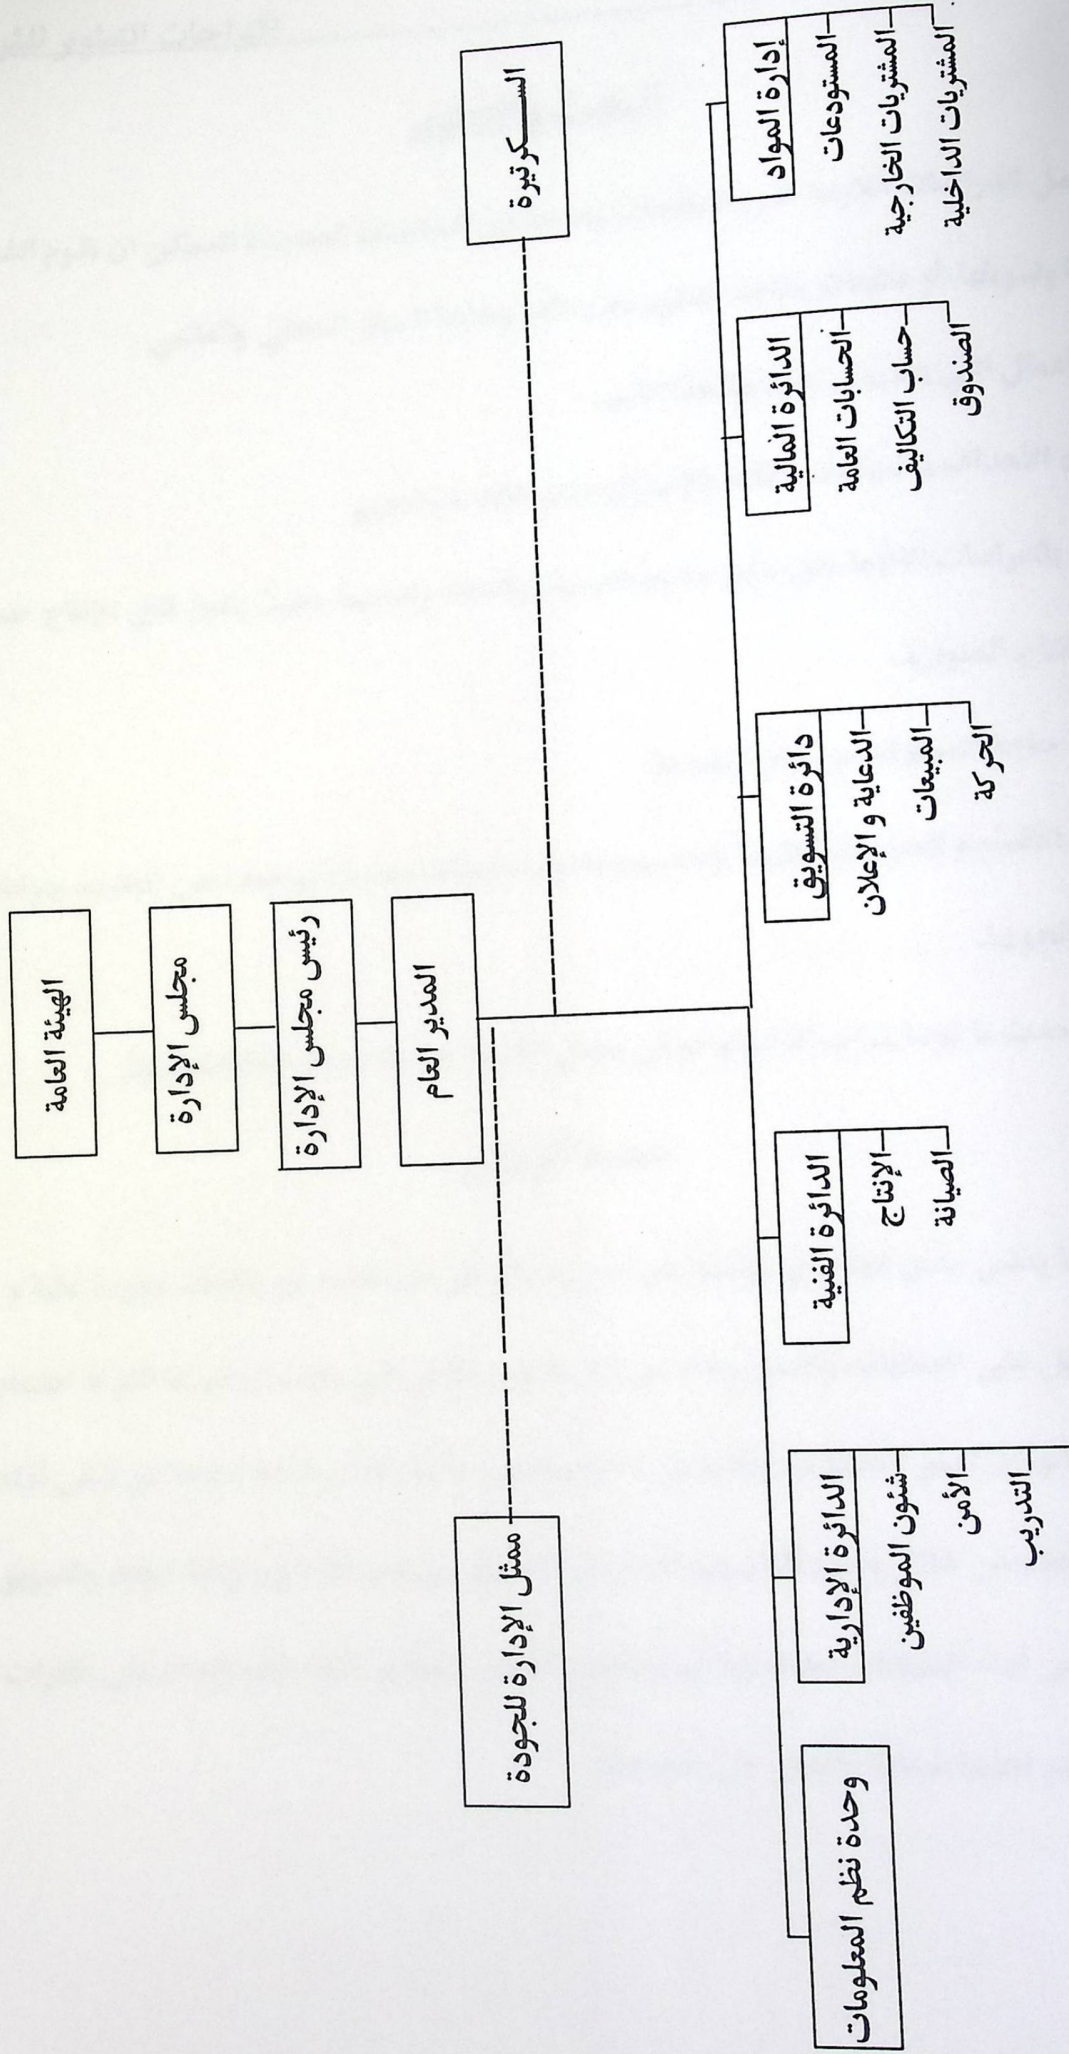 الهيئة العامة
مجلس الإدارة
رئيس مجلس الإدارة
المدير العام
السكرتيرة
ممثل الإدارة للجودة
إدارة المواد
المستودعات
المشتريات الخارجية
المشتريات الداخلية
الدائرة المالية
الحسابات العامة
حساب التكاليف
الصندوق
دائرة التسويق
الدعاية و الإعلان
المبيعات
الحركة
الدائرة الفنية
الإنتاج
الصيانة
الدائرة الإدارية
شئون الموظفين
الأمن
التدريب
وحدة نظم المعلومات